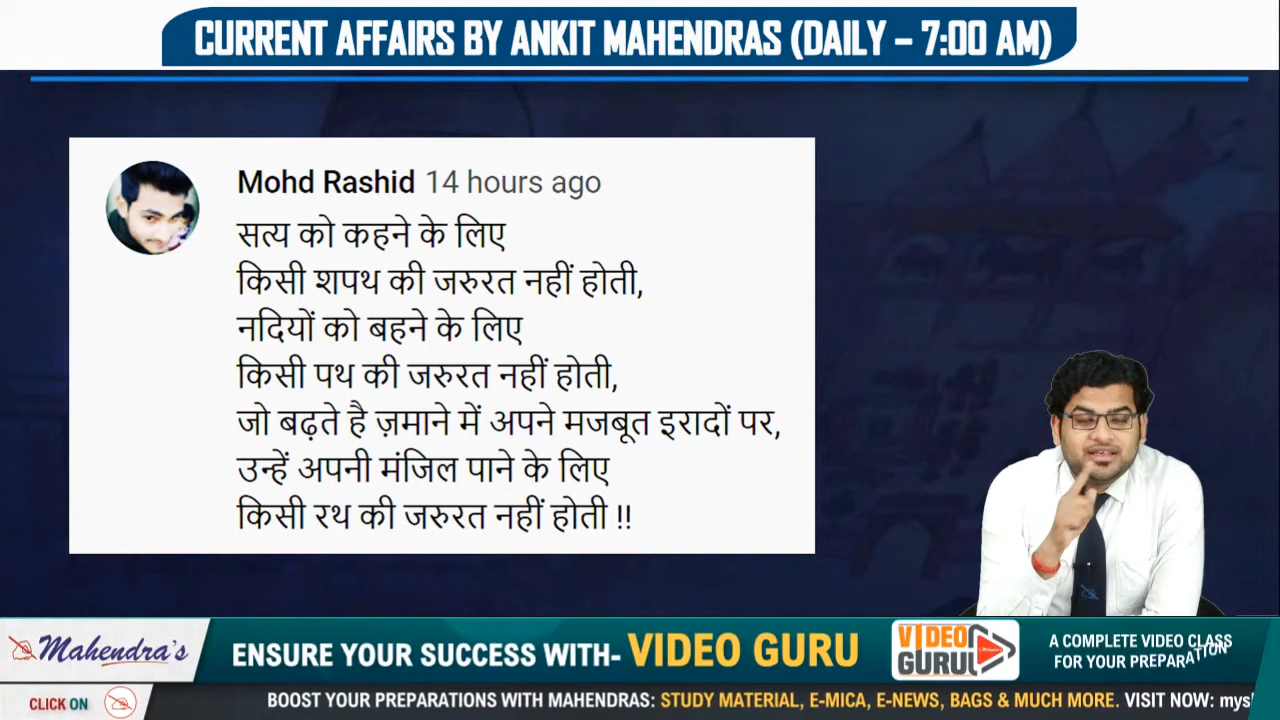 CURRENT AFFAIRS BY ANKIT MAHENDRAS (DAILY – 7:00 AM)
Mohd Rashid 14 hours ago
सत्य को कहने के लिए
किसी शपथ की जरुरत नहीं होती,
नदियों को बहने के लिए
किसी पथ की जरुरत नहीं होती,
जो बढ़ते है ज़माने में अपने मजबूत इरादों पर,
उन्हें अपनी मंजिल पाने के लिए
किसी रथ की जरुरत नहीं होती !!
Mahendra's
ENSURE YOUR SUCCESS WITH- VIDEO GURU
VIDEO
GURU
A COMPLETE VIDEO CLASS
FOR YOUR PREPARATION
CLICK ON
BOOST YOUR PREPARATIONS WITH MAHENDRAS: STUDY MATERIAL, E-MICA, E-NEWS, BAGS & MUCH MORE. VISIT NOW: